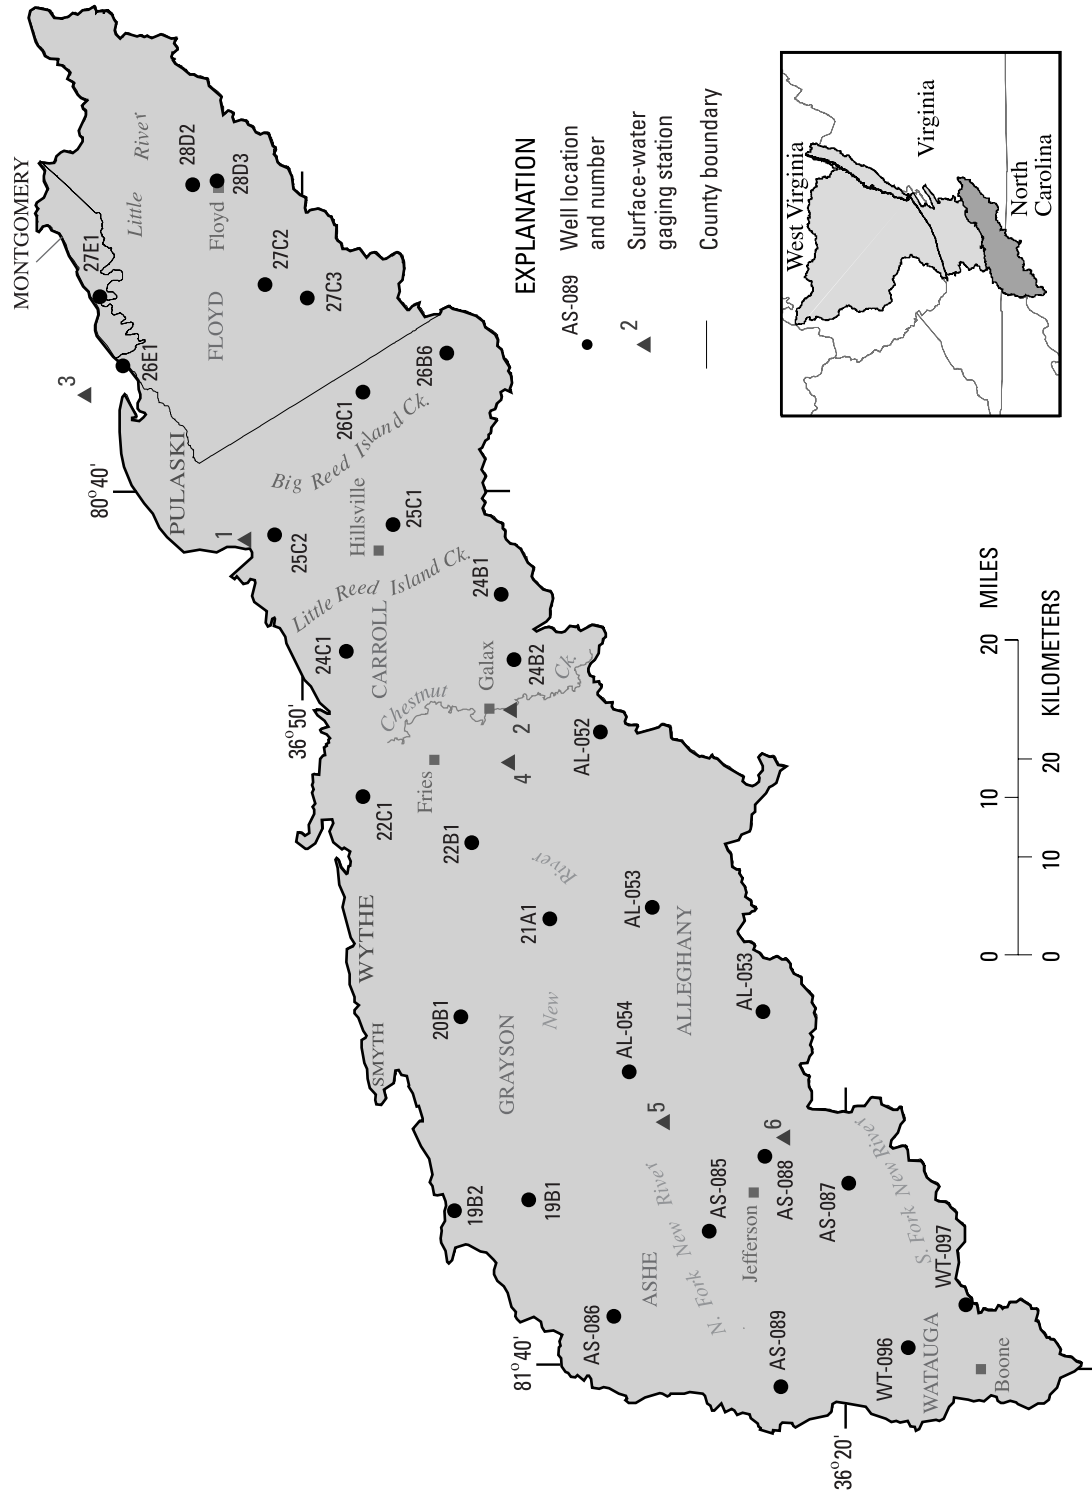 MONTGOMERY
Little River
28D2
28D3
Floyd
27E1
27C2
27C3
FLOYD
26E1
3
26B6
26C1
Big Reed Island Ck.
PULASKI
80°40'
1
25C2
Hillsville
25C1
Little Reed Island Ck.
24B1
24C1
CARROLL
Galax
24B2
Chestnut Ck.
36°50'
2
AL-052
4
Fries
22C1
22B1
River
21A1
AL-053
WYTHE
ALLEGHANY
AL-053
20B1
New
GRAYSON
AL-054
SMYTH
5
6
AS-085
AS-088
AS-087
S. Fork New River
19B2
19B1
N. Fork New River
Jefferson
ASHE
WT-097
AS-086
AS-089
81°40'
WT-096
WATAUGA
Boone
36°20'
EXPLANATION
AS-089 Well location
and number
2 Surface-water
gaging station
County boundary
West Virginia
Virginia
North
Carolina
0 10 20 MILES
0 10 20 KILOMETERS